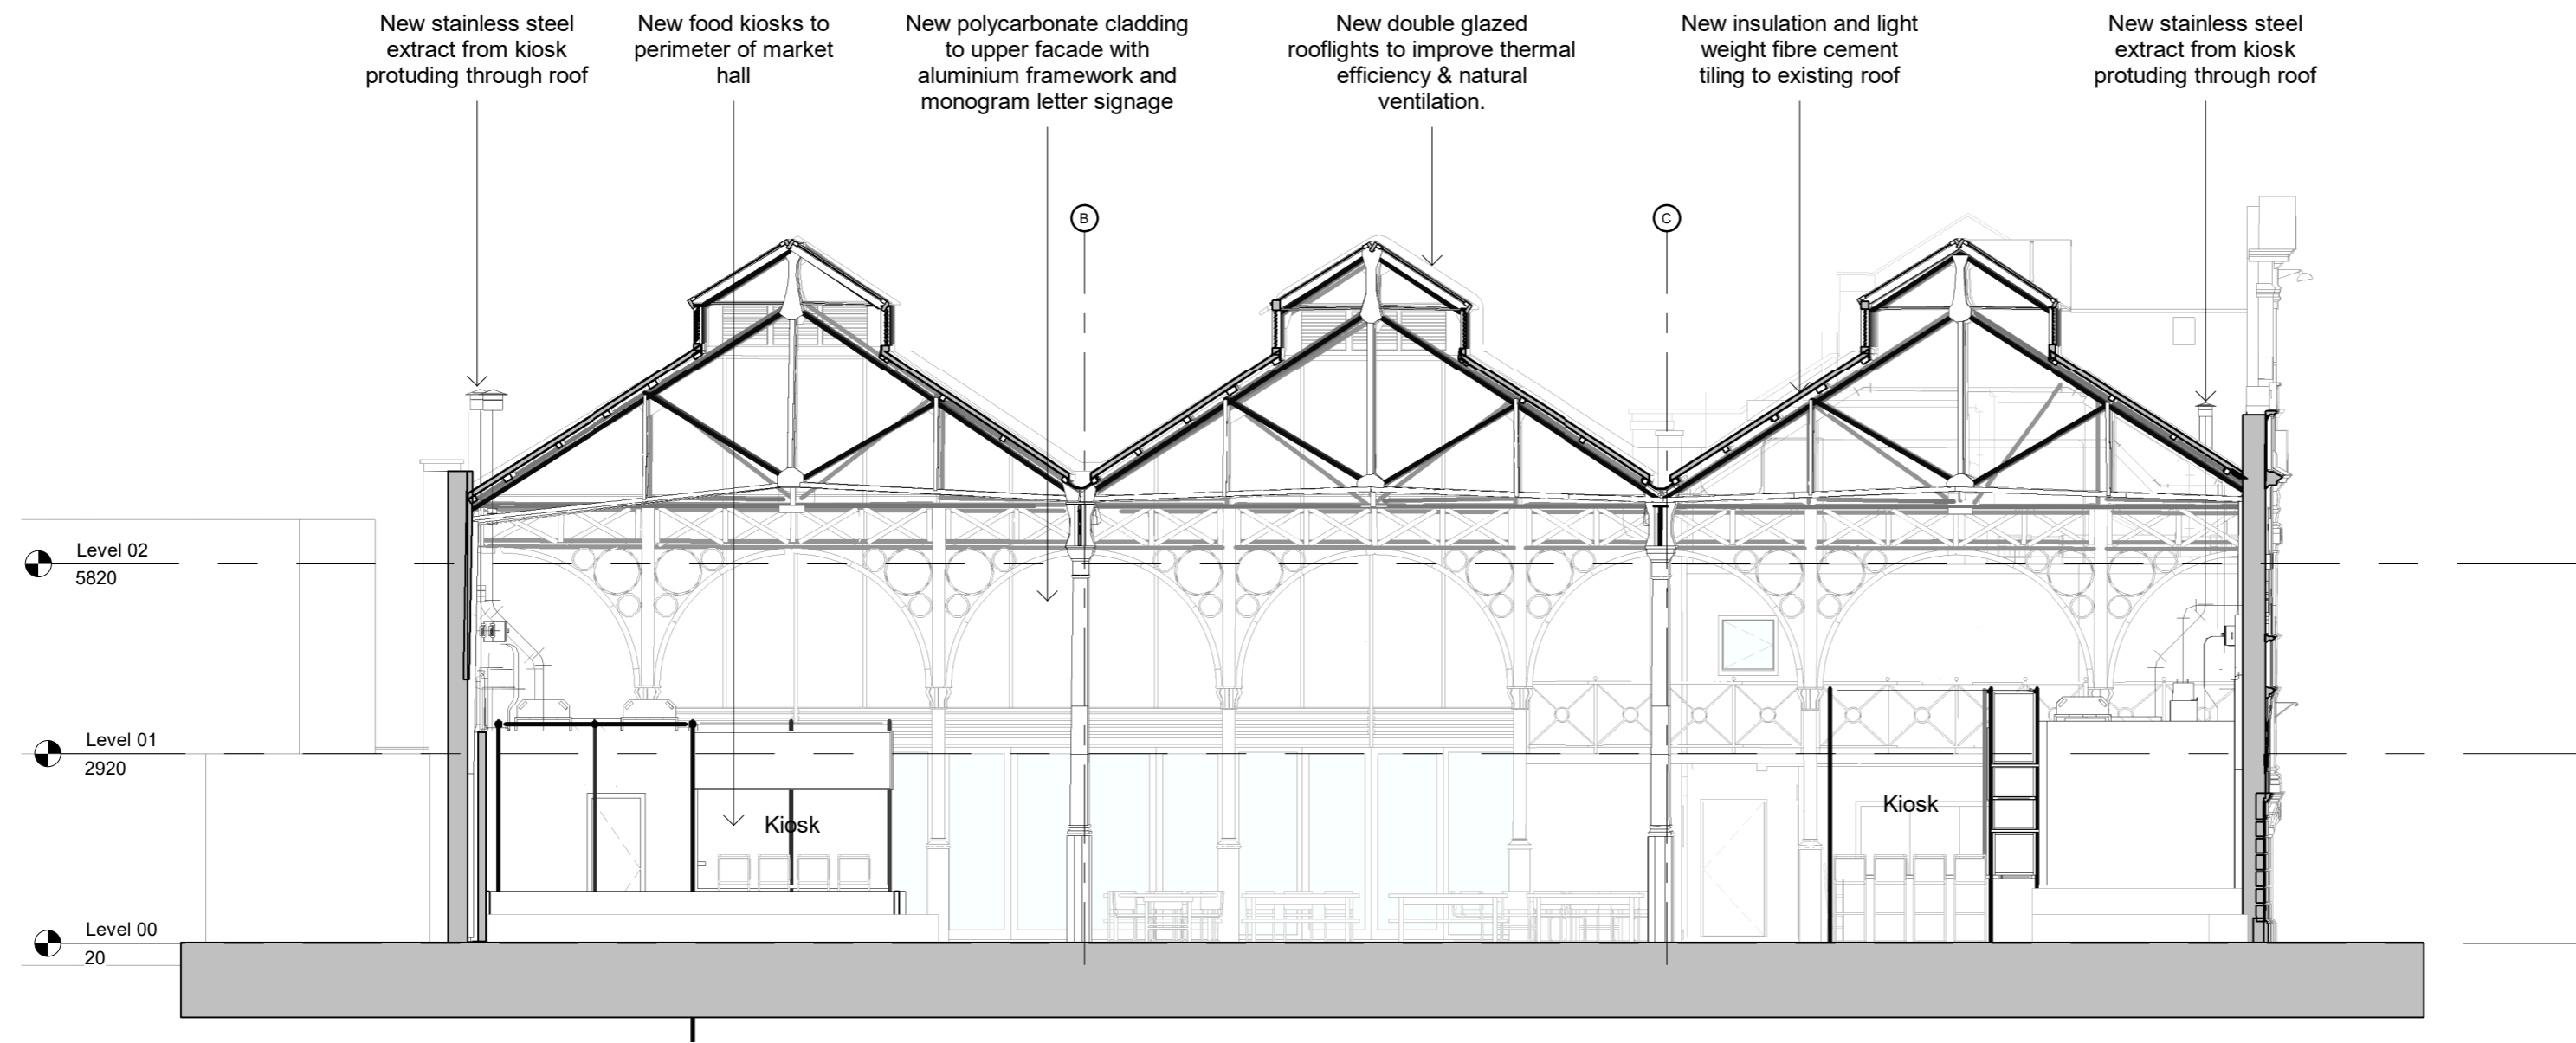 New stainless steel
extract from kiosk
protuding through roof
New food kiosks to
perimeter of market
hall
New polycarbonate cladding
to upper facade with
aluminium framework and
monogram letter signage
New double glazed
rooflights to improve thermal
efficiency & natural
ventilation.
New insulation and light
weight fibre cement
tiling to existing roof
New stainless steel
extract from kiosk
protuding through roof
B
C
Level 02
5820
Level 01
2920
Kiosk
Kiosk
Level 00
20